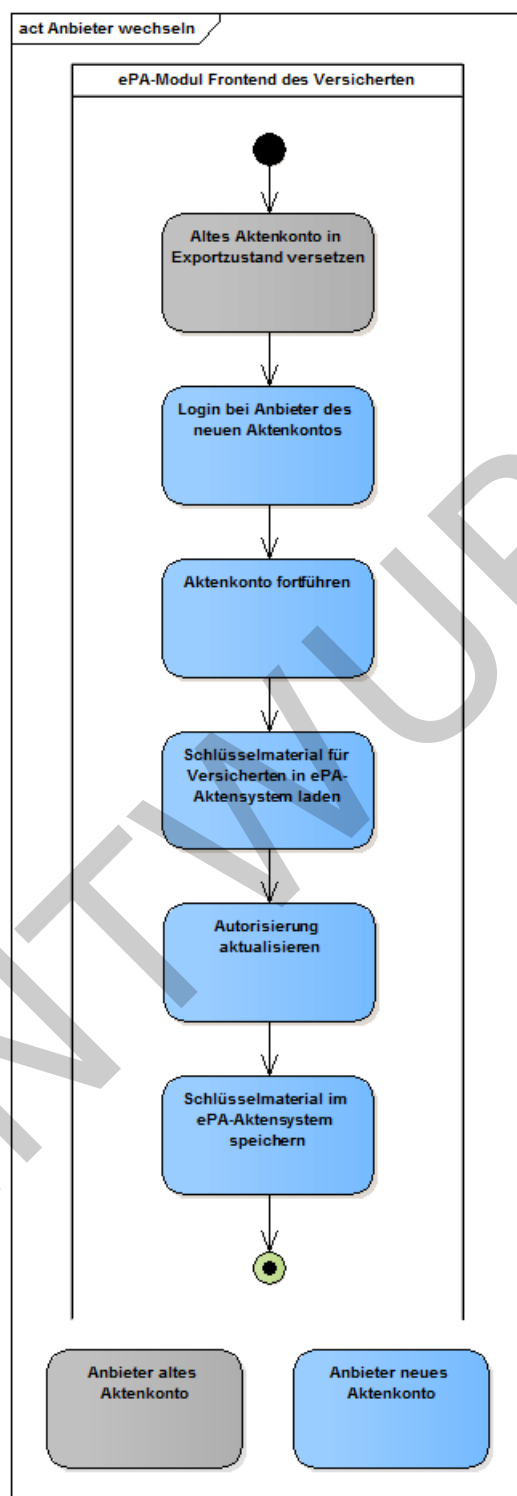 act Anbieter wechseln
ePA-Modul Frontend des Versicherten
Altes Aktenkonto in
Exportzustand versetzen
Login bei Anbieter des
neuen Aktenkontos
Aktenkonto fortführen
Schlüsselmaterial für
Versicherten in ePA-
Aktensystem laden
Autorisierung
aktualisieren
Schlüsselmaterial im
ePA-Aktensystem
speichern
Anbieter altes
Aktenkonto
Anbieter neues
Aktenkonto